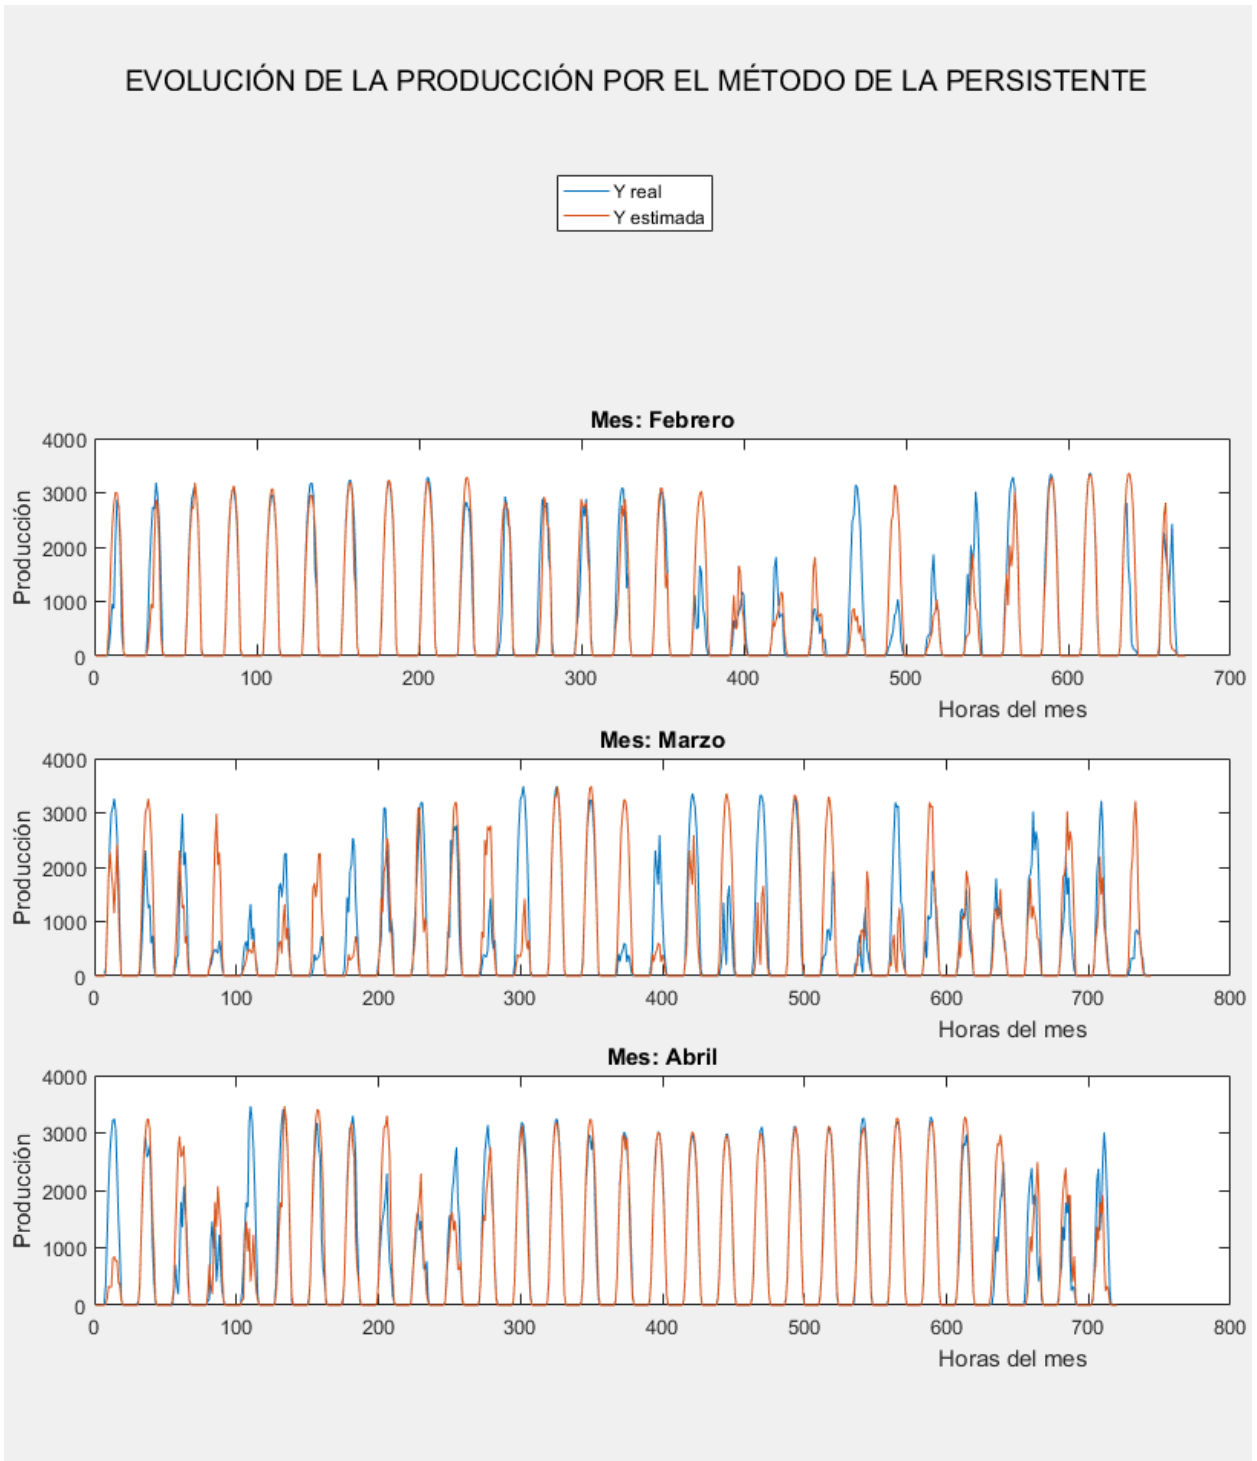 EVOLUCIÓN DE LA PRODUCCIÓN POR EL MÉTODO DE LA PERSISTENTE
Y real
Y estimada
Mes: Febrero
Producción
4000
3000
2000
1000
0
0 100 200 300 400 500 600 700
Horas del mes
Mes: Marzo
Producción
4000
3000
2000
1000
0
0 100 200 300 400 500 600 700 800
Horas del mes
Mes: Abril
Producción
4000
3000
2000
1000
0
0 100 200 300 400 500 600 700 800
Horas del mes